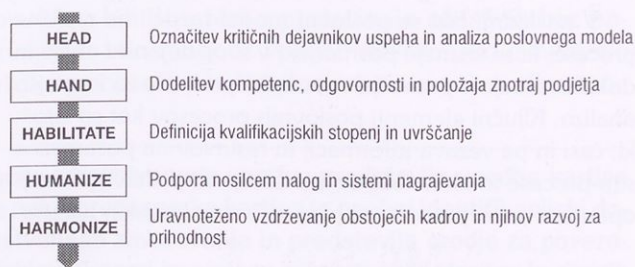 HEAD
Označitev kritičnih dejavnikov uspeha in analiza poslovnega modela
HAND
Dodelitev kompetenc, odgovornosti in položaja znotraj podjetja
HABILITATE
Definicija kvalifikacijskih stopenj in uvrščanje
HUMANIZE
Podpora nosilcem nalog in sistemi nagrajevanja
HARMONIZE
Uravnoteženo vzdrževanje obstoječih kadrov in njihov razvoj za
prihodnost